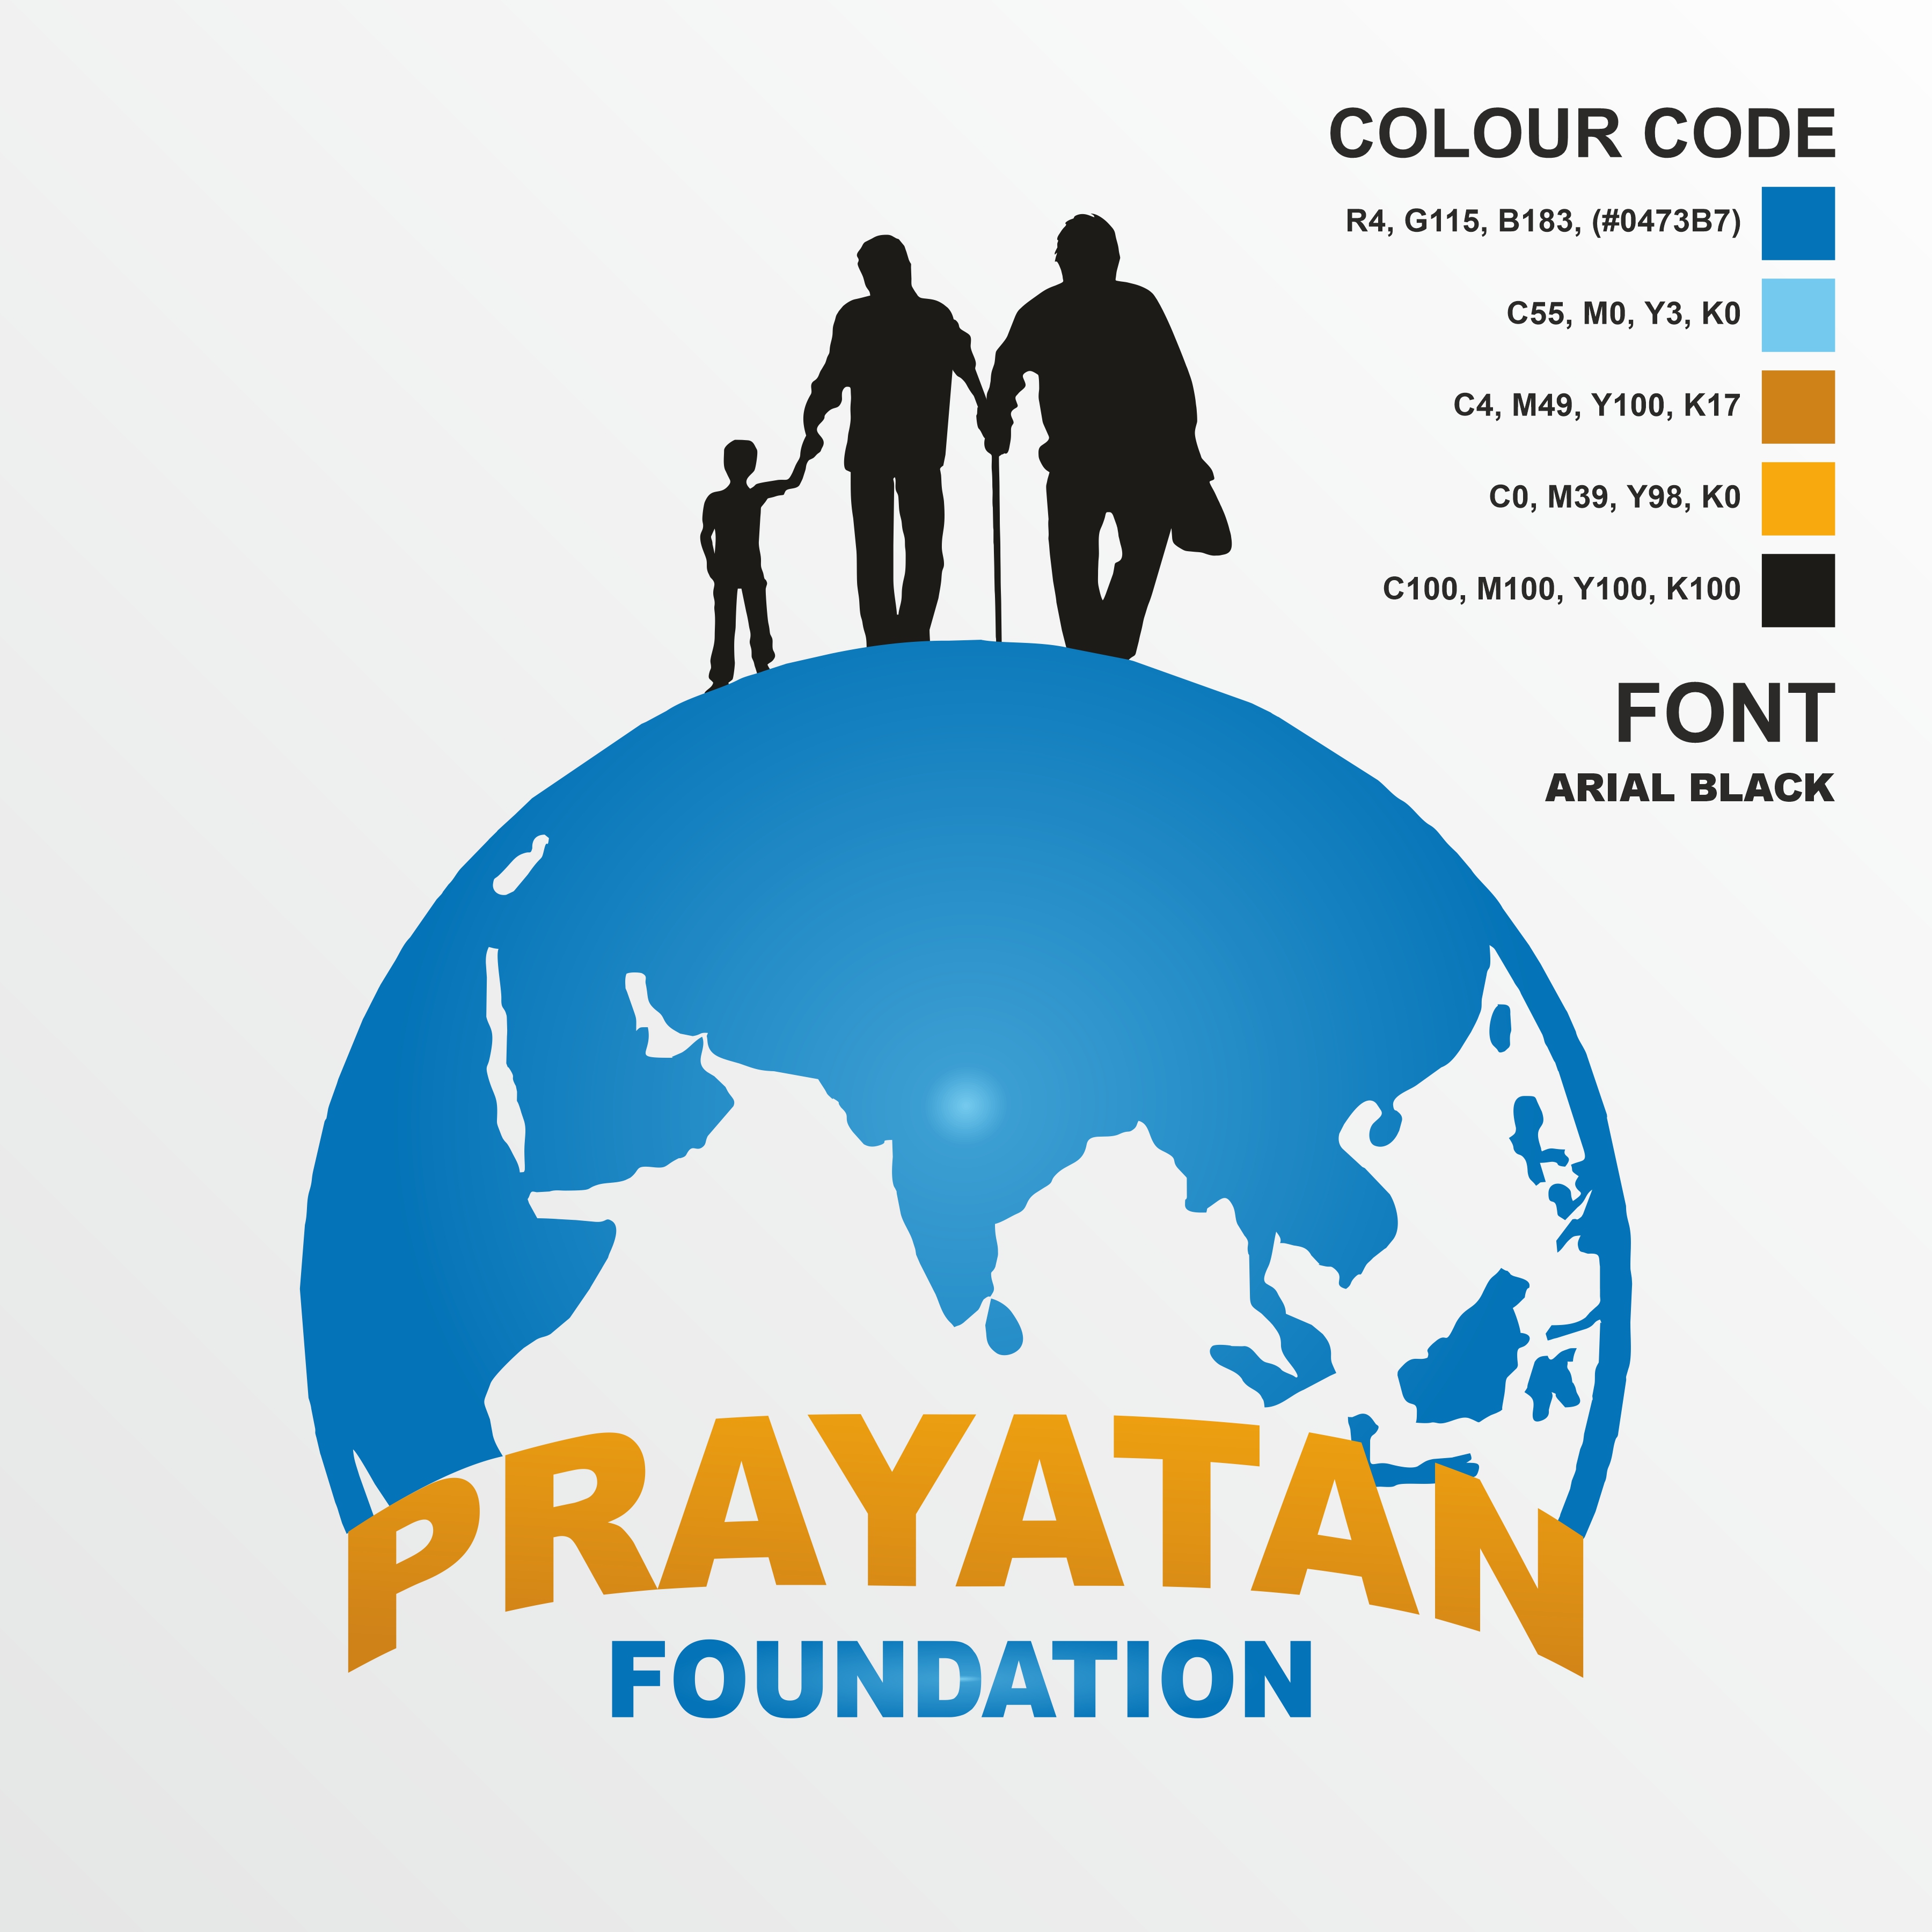 COLOUR CODE
R4, G115, B183, (#0473B7)
C55, M0, Y3, K0
C4, M49, Y100, K17
C0, M39, Y98, K0
C100, M100, Y100, K100
FONT
ARIAL BLACK
PRAYATAN
FOUNDATION